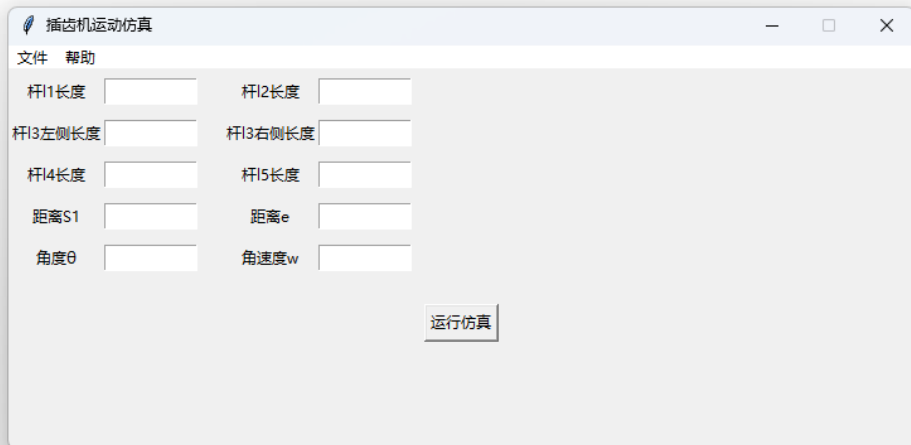 插齿机运动仿真
文件 帮助
杆l1长度 杆l2长度
杆l3左侧长度 杆l3右侧长度
杆l4长度 杆l5长度
距离S1 距离e
角度θ 角速度w
运行仿真